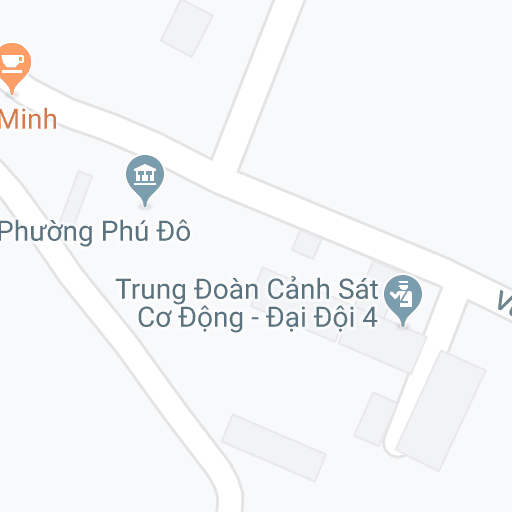 Minh
Phường Phú Đô
Trung Đoàn Cảnh Sát
Cơ Động - Đại Đội 4